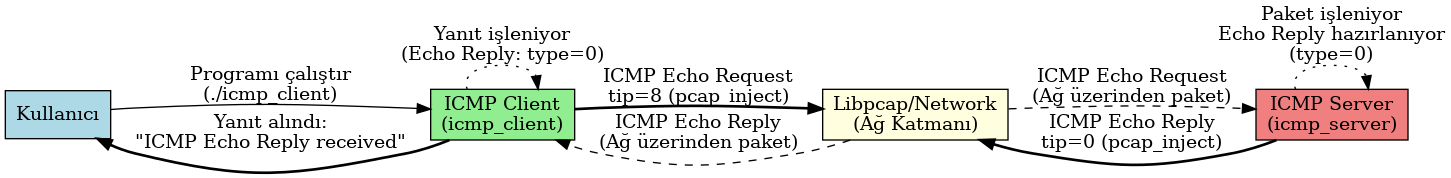 Kullanıcı
Programı çalıştır
(./icmp_client)
Yanıt alındı:
"ICMP Echo Reply received"
Yanıt işleniyor
(Echo Reply: type=0)
ICMP Client
(icmp_client)
ICMP Echo Request
tip=8 (pcap_inject)
ICMP Echo Reply
(Ağ üzerinden paket)
Libpcap/Network
(Ağ Katmanı)
ICMP Echo Request
(Ağ üzerinden paket)
ICMP Echo Reply
tip=0 (pcap_inject)
Paket işleniyor
Echo Reply hazırlanıyor
(type=0)
ICMP Server
(icmp_server)